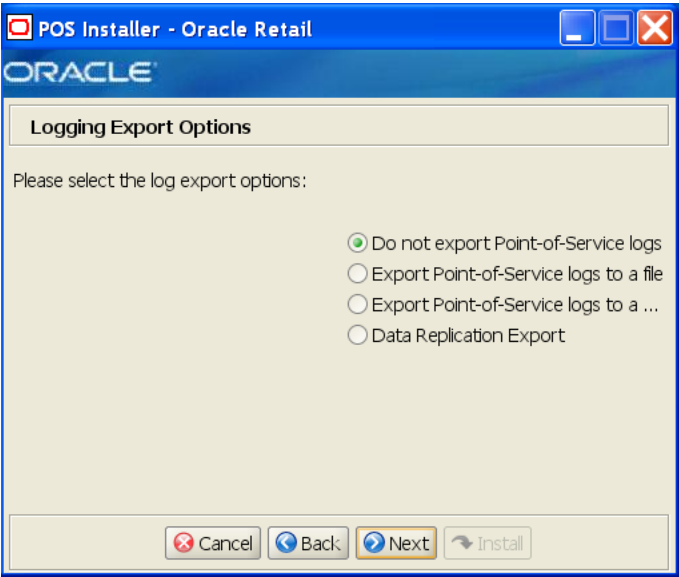 POS Installer - Oracle Retail
ORACLE
Logging Export Options
Please select the log export options:
Do not export Point-of-Service logs
Export Point-of-Service logs to a file
Export Point-of-Service logs to a ...
Data Replication Export
Cancel Back Next Install